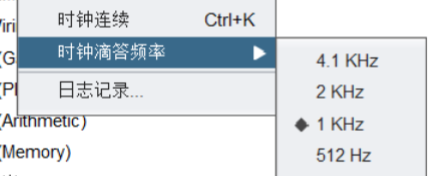 时钟连续 Ctrl+K
时钟滴答频率
日志记录...
(Arithmetic)
(Memory)
4.1 KHz
2 KHz
1 KHz
512 Hz